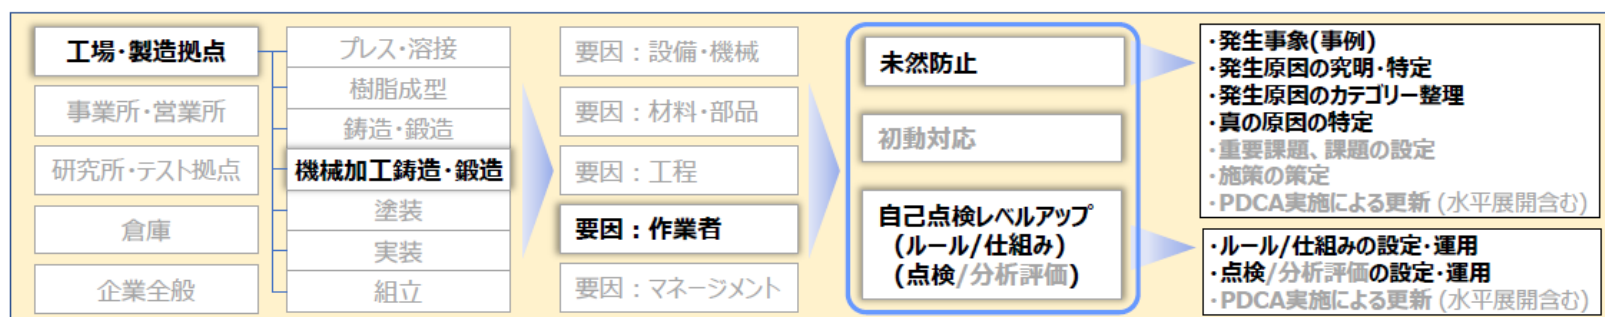 工場・製造拠点
事業所・営業所
研究所・テスト拠点
倉庫
企業全般
プレス・溶接
樹脂成型
鋳造・鍛造
機械加工鋳造・鍛造
塗装
実装
組立
要因：設備・機械
要因：材料・部品
要因：工程
要因：作業者
要因：マネージメント
未然防止
初動対応
自己点検レベルアップ
(ルール/仕組み)
(点検/分析評価)
・発生事象(事例)
・発生原因の究明・特定
・発生原因のカテゴリー整理
・真の原因の特定
・重要課題、課題の設定
・施策の策定
・PDCA実施による更新 (水平展開含む)
・ルール/仕組みの設定・運用
・点検/分析評価の設定・運用
・PDCA実施による更新 (水平展開含む)